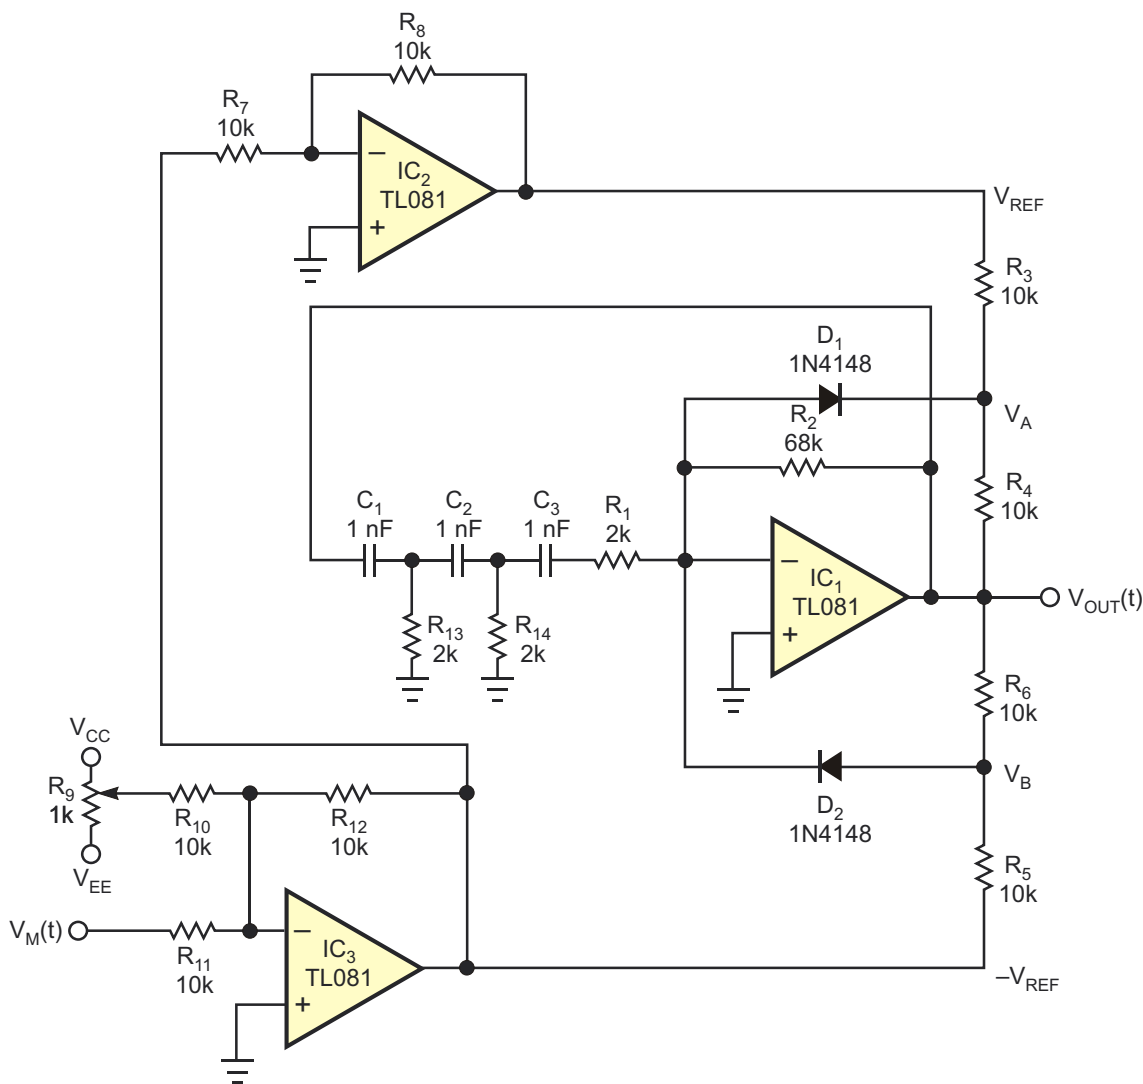 R8
10k
R7
10k
−
IC2
TL081
+
VREF
R3
10k
D1
1N4148
VA
R2
68k
R4
10k
C1
1 nF
C2
1 nF
C3
1 nF
R1
2k
−
IC1
TL081
+
VOUT(t)
R13
2k
R14
2k
R6
10k
VCC
R9
1k
VEE
R10
10k
R12
10k
VB
D2
1N4148
R5
10k
VM(t)
R11
10k
−
IC3
TL081
+
–VREF